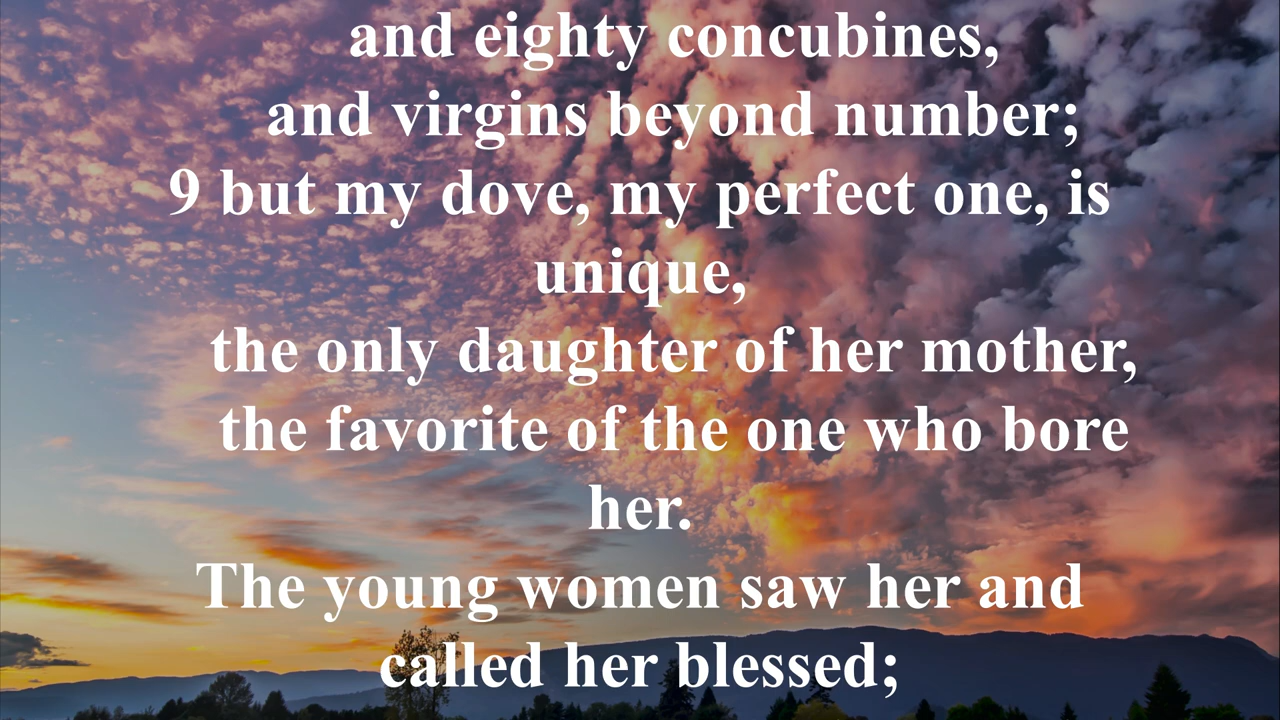 and eighty concubines,
and virgins beyond number;
9 but my dove, my perfect one, is
unique,
the only daughter of her mother,
the favorite of the one who bore
her.
The young women saw her and
called her blessed;